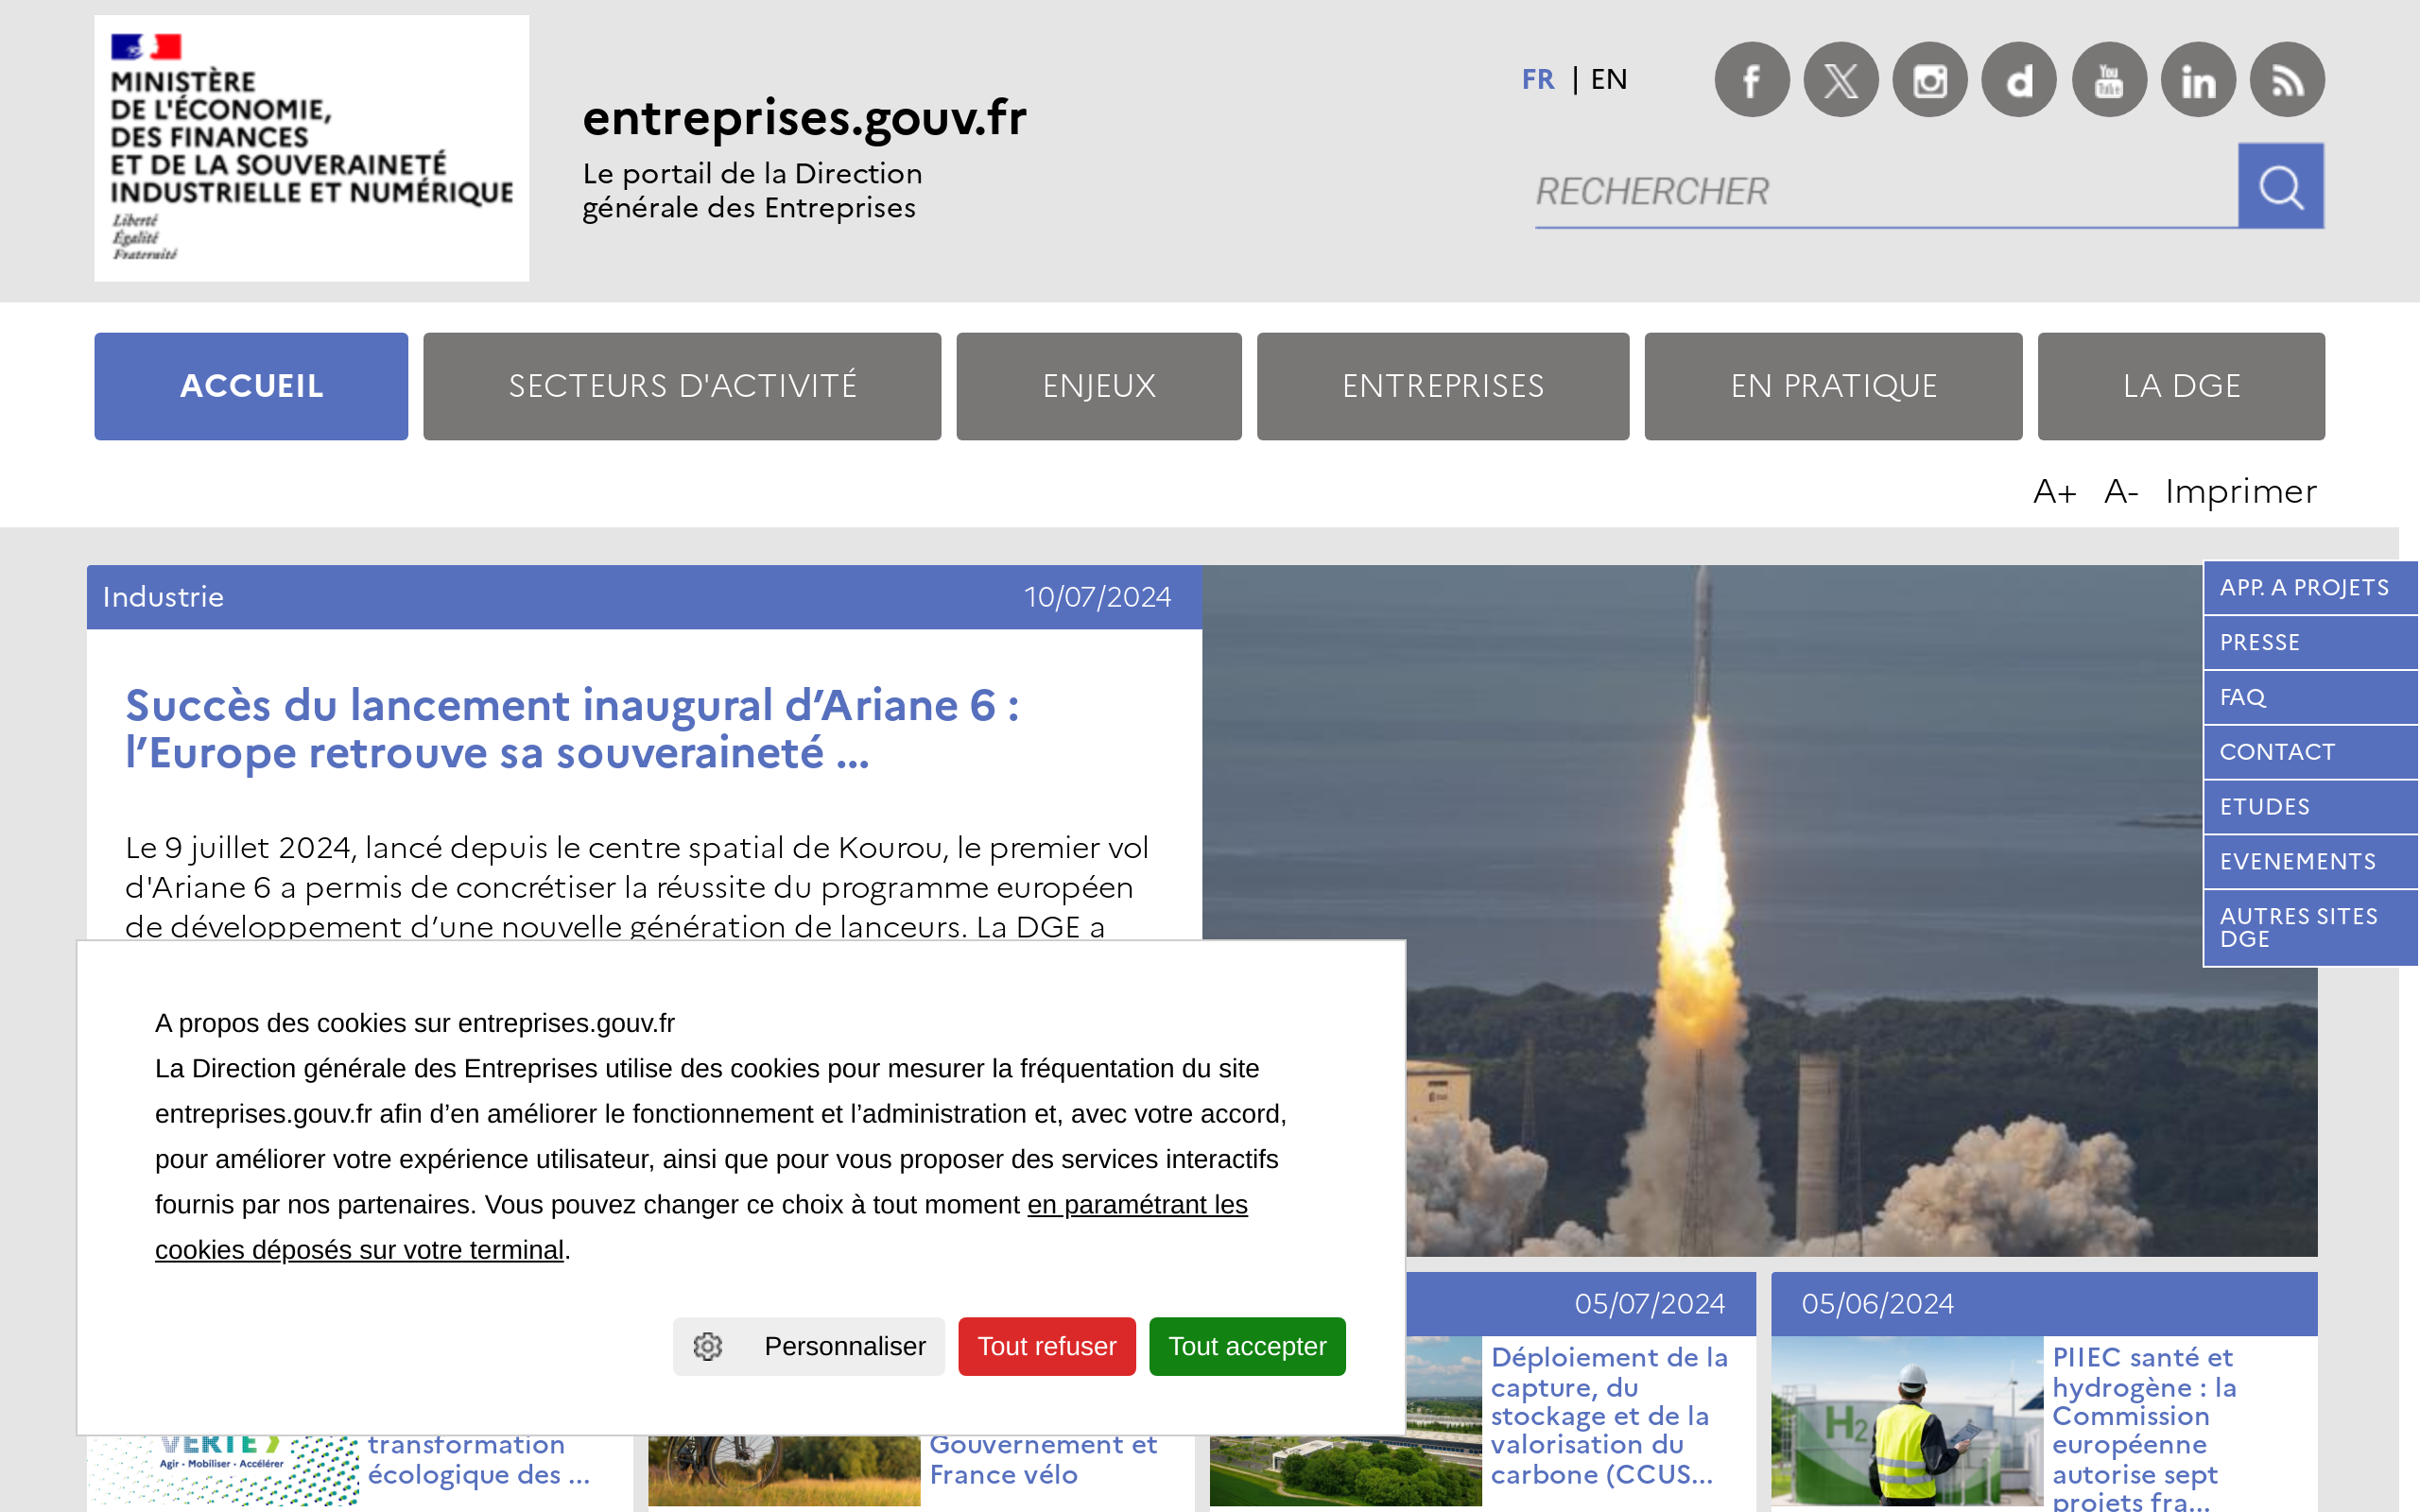 MINISTÈRE
DE L'ÉCONOMIE,
DES FINANCES
ET DE LA SOUVERAINETÉ
INDUSTRIELLE ET NUMÉRIQUE
Liberté
Égalité
Fraternité
entreprises.gouv.fr
Le portail de la Direction
générale des Entreprises
FR | EN
RECHERCHER
ACCUEIL
SECTEURS D'ACTIVITÉ
ENJEUX
ENTREPRISES
EN PRATIQUE
LA DGE
A+ A- Imprimer
Industrie 10/07/2024
Succès du lancement inaugural d’Ariane 6 :
l’Europe retrouve sa souveraineté ...
Le 9 juillet 2024, lancé depuis le centre spatial de Kourou, le premier vol
d'Ariane 6 a permis de concrétiser la réussite du programme européen
de développement d’une nouvelle génération de lanceurs. La DGE a
APP. A PROJETS
PRESSE
FAQ
CONTACT
ETUDES
EVENEMENTS
AUTRES SITES
DGE
A propos des cookies sur entreprises.gouv.fr
La Direction générale des Entreprises utilise des cookies pour mesurer la fréquentation du site
entreprises.gouv.fr afin d’en améliorer le fonctionnement et l’administration et, avec votre accord,
pour améliorer votre expérience utilisateur, ainsi que pour vous proposer des services interactifs
fournis par nos partenaires. Vous pouvez changer ce choix à tout moment en paramétrant les
cookies déposés sur votre terminal.
Personnaliser
Tout refuser
Tout accepter
VERTE
Agir • Mobiliser • Accélérer
transformation
écologique des ...
Gouvernement et
France vélo
05/07/2024
Déploiement de la
capture, du
stockage et de la
valorisation du
carbone (CCUS...
05/06/2024
H2
PIIEC santé et
hydrogène : la
Commission
européenne
autorise sept
projets fra...